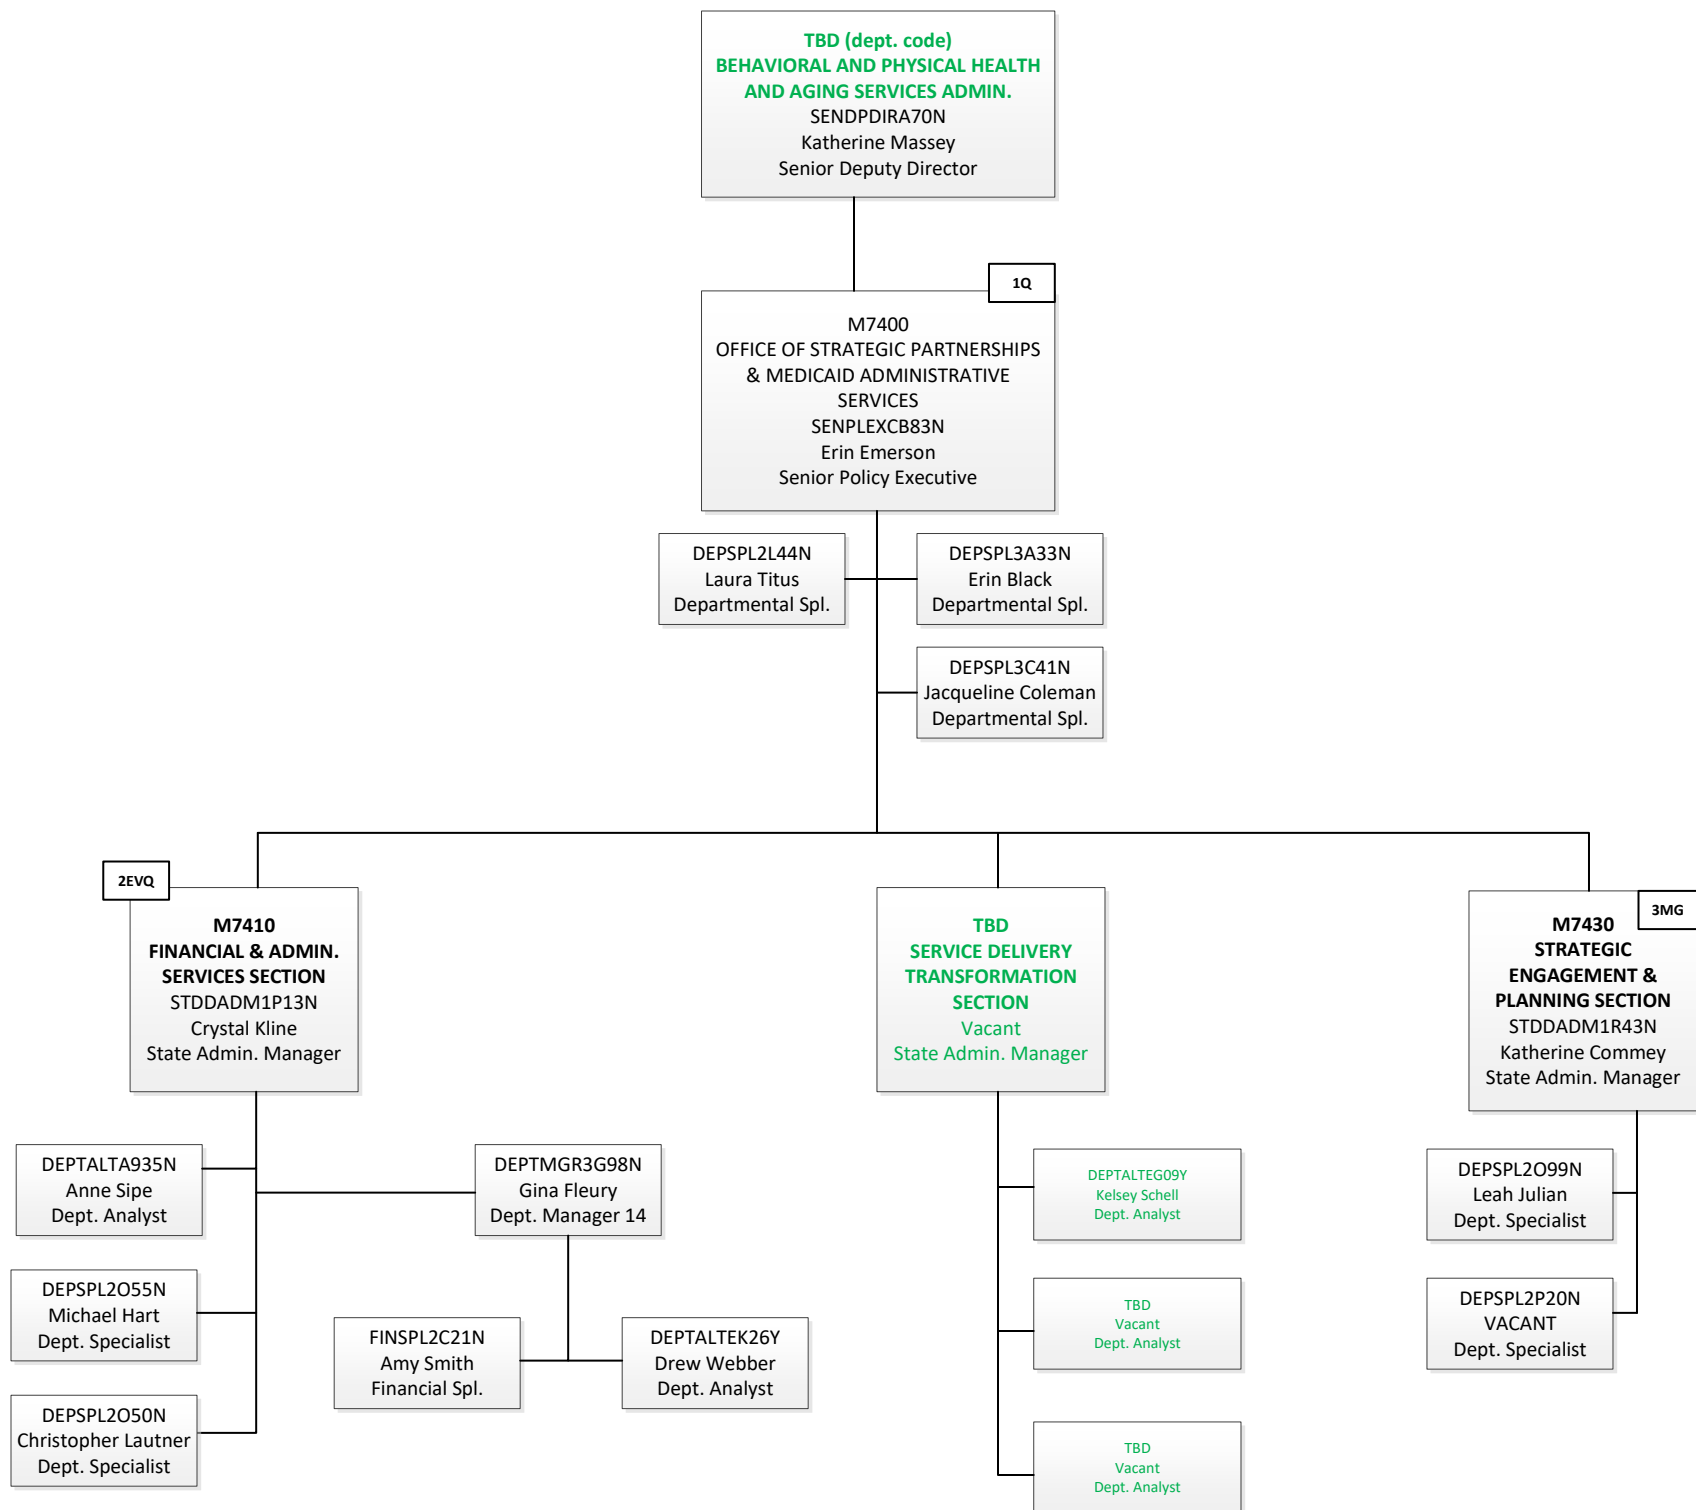 TBD (dept. code)
BEHAVIORAL AND PHYSICAL HEALTH
AND AGING SERVICES ADMIN.
SENDPDIRA70N
Katherine Massey
Senior Deputy Director
1Q
M7400
OFFICE OF STRATEGIC PARTNERSHIPS
& MEDICAID ADMINISTRATIVE
SERVICES
SENPLEXCB83N
Erin Emerson
Senior Policy Executive
DEPSPL2L44N
Laura Titus
Departmental Spl.
DEPSPL3A33N
Erin Black
Departmental Spl.
DEPSPL3C41N
Jacqueline Coleman
Departmental Spl.
2EVQ
M7410
FINANCIAL & ADMIN.
SERVICES SECTION
STDDADM1P13N
Crystal Kline
State Admin. Manager
TBD
SERVICE DELIVERY
TRANSFORMATION
SECTION
Vacant
State Admin. Manager
3MG
M7430
STRATEGIC
ENGAGEMENT &
PLANNING SECTION
STDDADM1R43N
Katherine Commey
State Admin. Manager
DEPTALTA935N
Anne Sipe
Dept. Analyst
DEPTMGR3G98N
Gina Fleury
Dept. Manager 14
DEPTALTEG09Y
Kelsey Schell
Dept. Analyst
DEPSPL2O99N
Leah Julian
Dept. Specialist
DEPSPL2O55N
Michael Hart
Dept. Specialist
FINSPL2C21N
Amy Smith
Financial Spl.
DEPTALTEK26Y
Drew Webber
Dept. Analyst
TBD
Vacant
Dept. Analyst
DEPSPL2P20N
VACANT
Dept. Specialist
DEPSPL2O50N
Christopher Lautner
Dept. Specialist
TBD
Vacant
Dept. Analyst